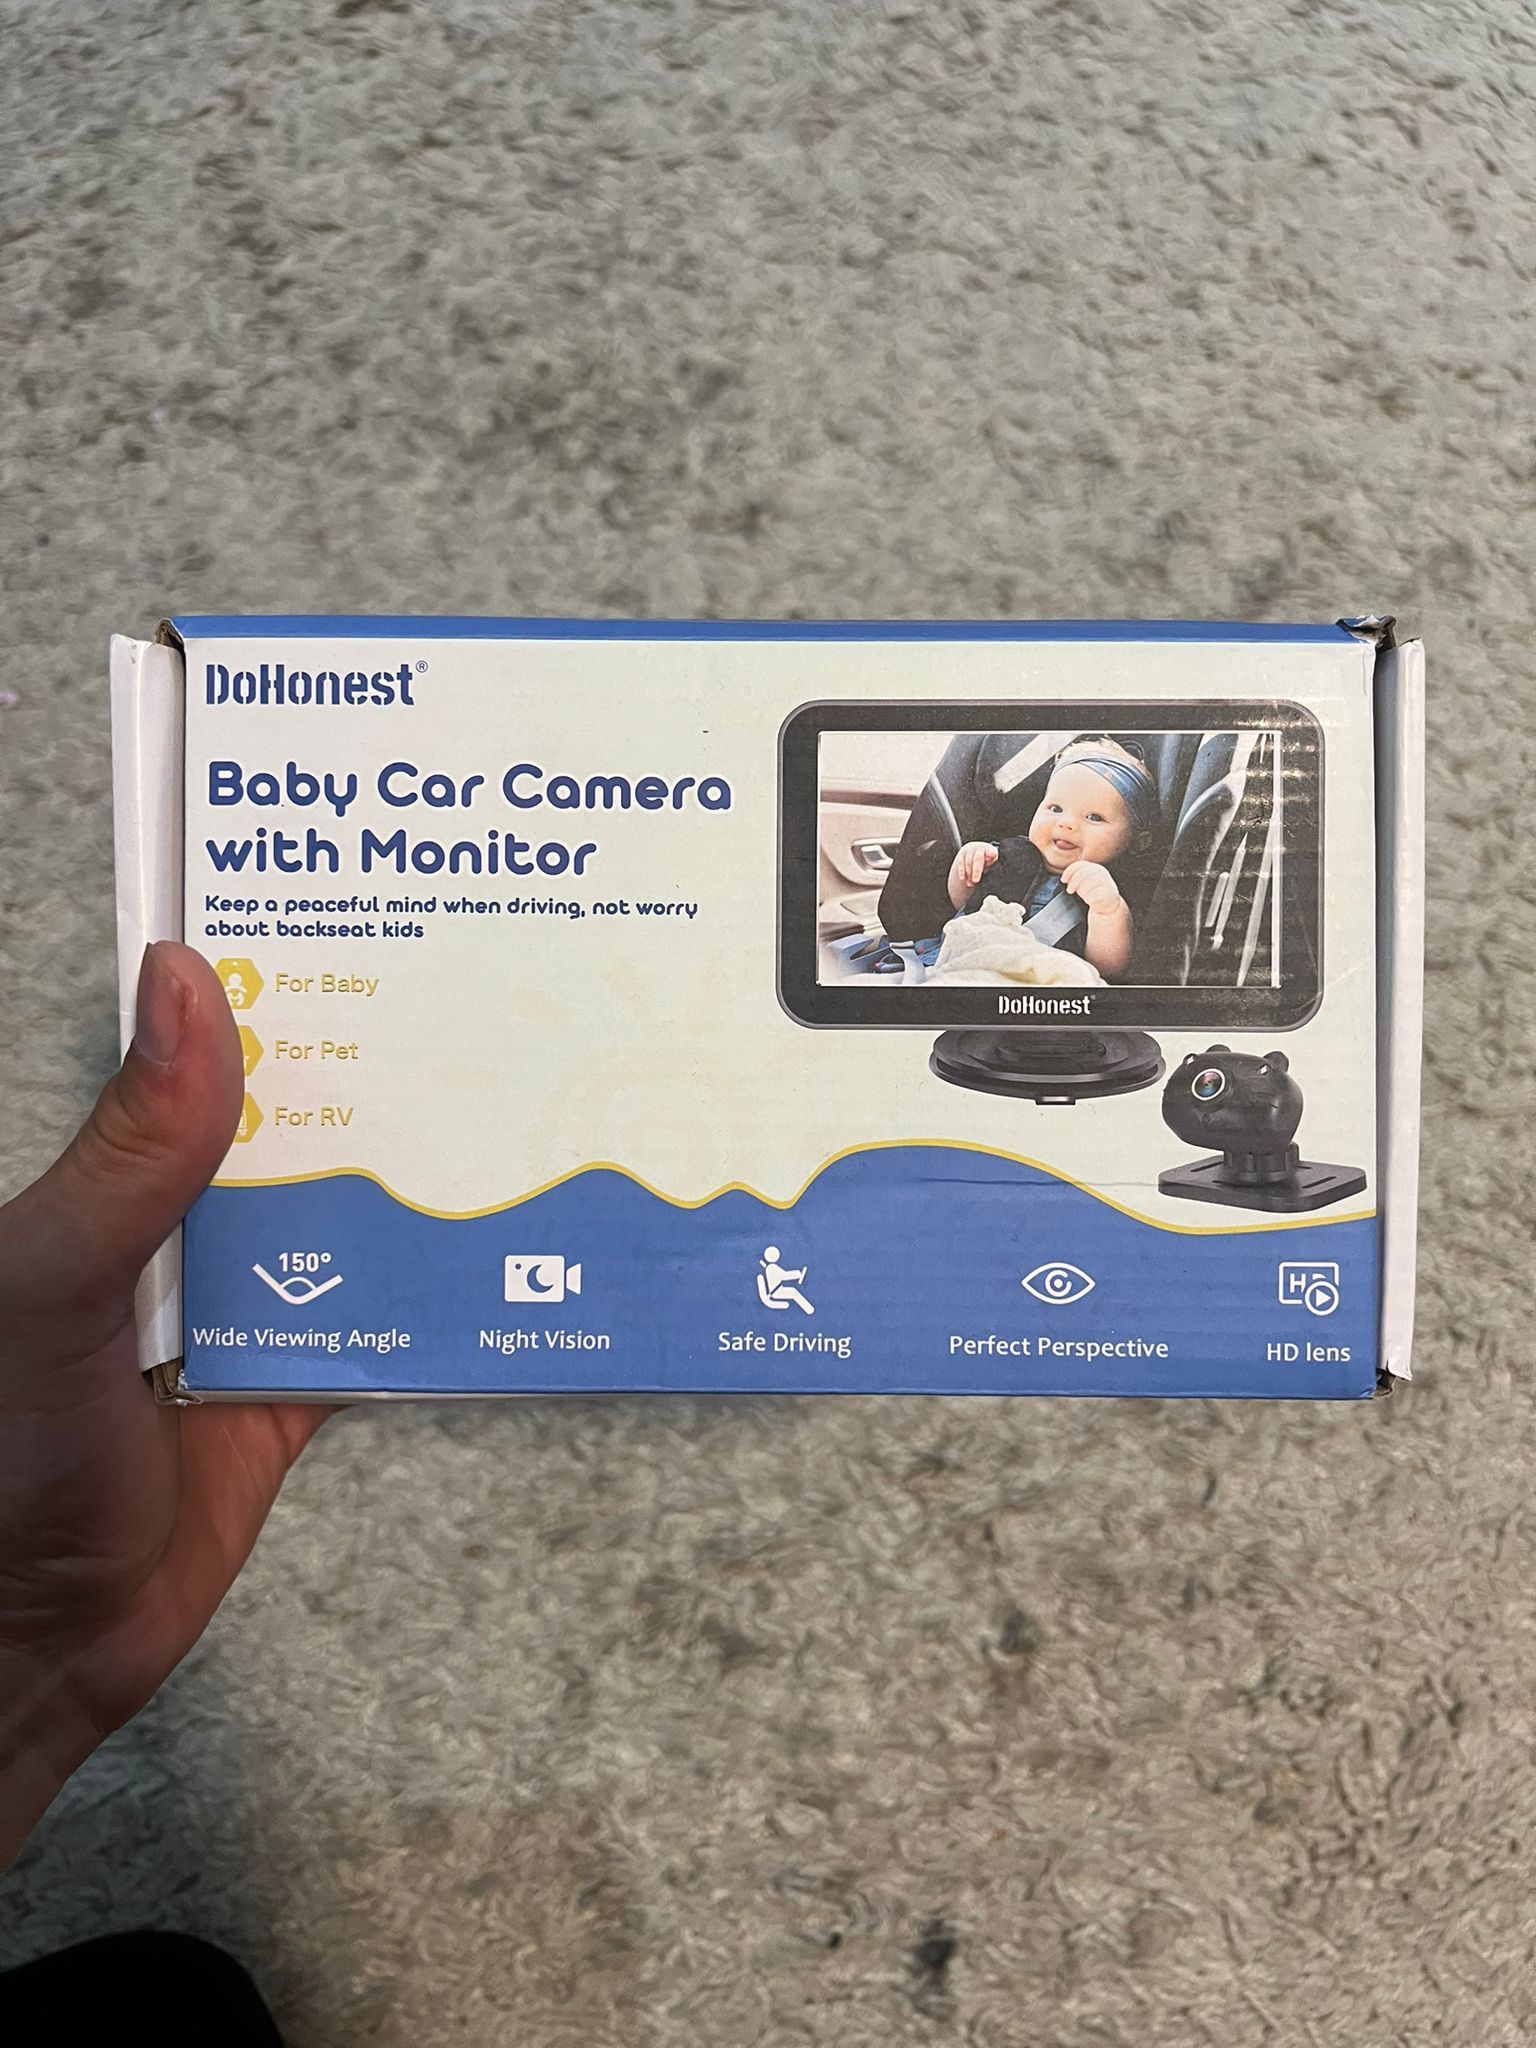 DoHonest®
Baby Car Camera
with Monitor
Keep a peaceful mind when driving, not worry
about backseat kids
For Baby
For Pet
For RV
DoHonest
150°
Wide Viewing Angle
Night Vision
Safe Driving
Perfect Perspective
HD
HD lens